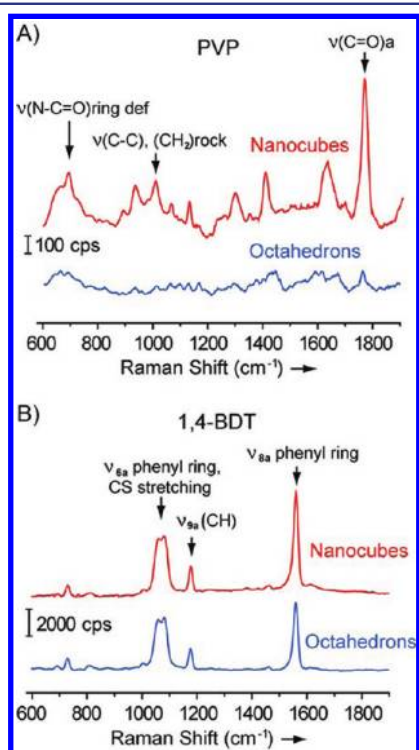 A)
PVP
ν(C=O)a
ν(N-C=O)ring def
ν(C-C), (CH₂)rock
Nanocubes
100 cps
Octahedrons
600 800 1000 1200 1400 1600 1800
Raman Shift (cm⁻¹) →
B)
1,4-BDT
ν₆ₐ phenyl ring,
CS stretching
ν₈ₐ phenyl ring
ν₉ₐ(CH)
Nanocubes
2000 cps
Octahedrons
600 800 1000 1200 1400 1600 1800
Raman Shift (cm⁻¹) →